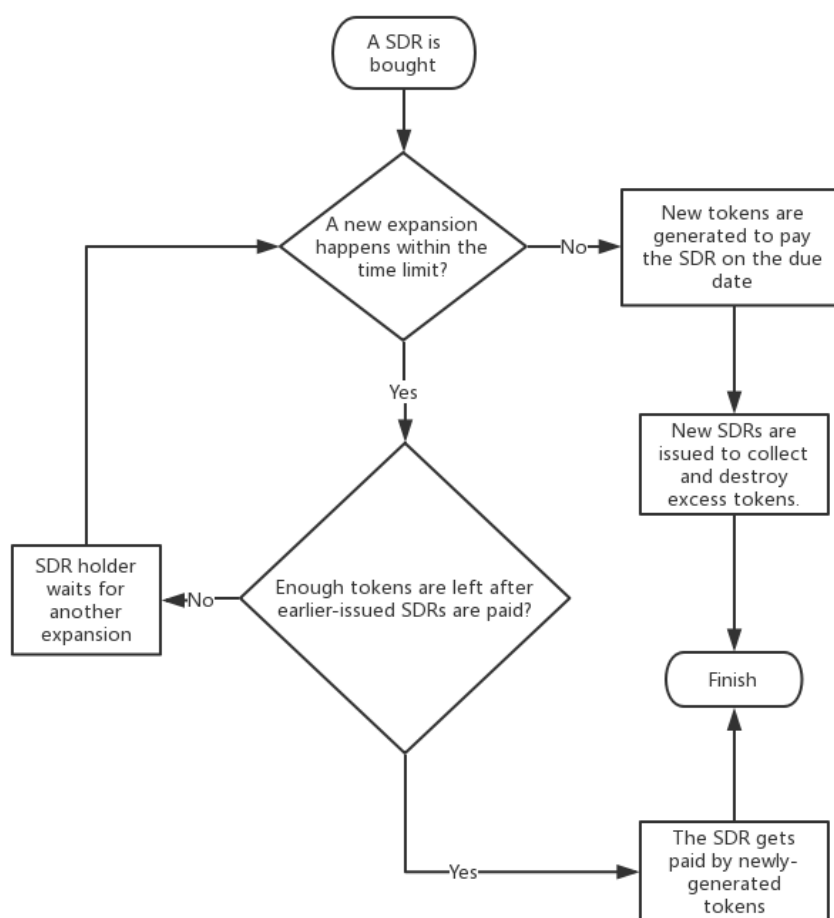 A SDR is
bought
A new expansion
happens within the
time limit?
No
New tokens are
generated to pay
the SDR on the due
date
Yes
New SDRs are
issued to collect
and destroy
excess tokens.
SDR holder
waits for
another
expansion
No
Enough tokens are left after
earlier-issued SDRs are paid?
Finish
Yes
The SDR gets
paid by newly-
generated
tokens